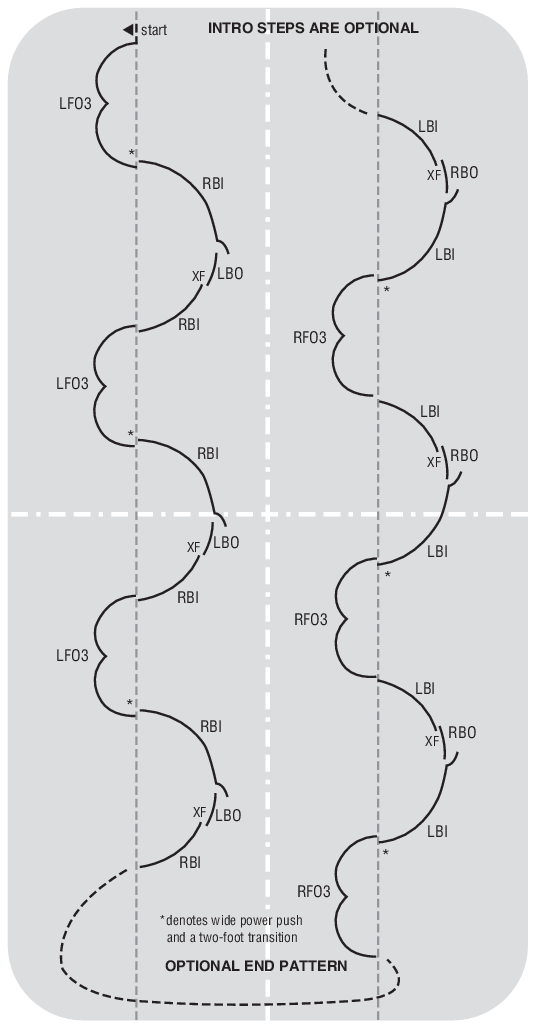 start
INTRO STEPS ARE OPTIONAL
LFO3
*
RBI
XF
LBO
RBI
LFO3
*
RBI
XF
LBO
RBI
LFO3
*
RBI
XF
LBO
RBI
LBI
XF
RBO
LBI
*
RFO3
LBI
XF
RBO
LBI
*
RFO3
LBI
XF
RBO
LBI
*
RFO3
*denotes wide power push
and a two-foot transition
OPTIONAL END PATTERN